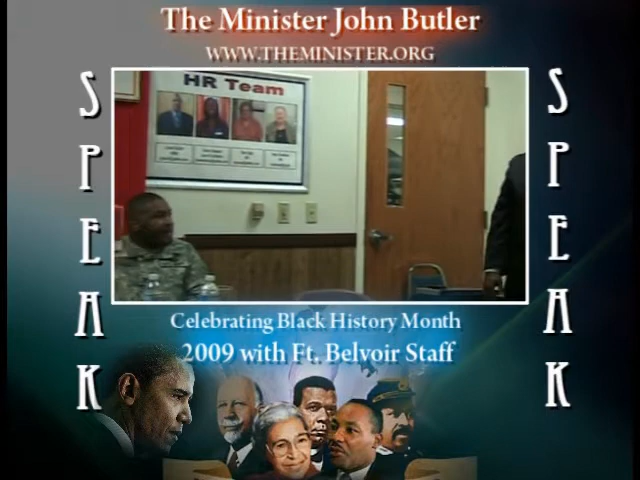 The Minister John Butler
WWW.THEMINISTER.ORG
SPEAK
SPEAK
HR Team
Celebrating Black History Month
2009 with Ft. Belvoir Staff